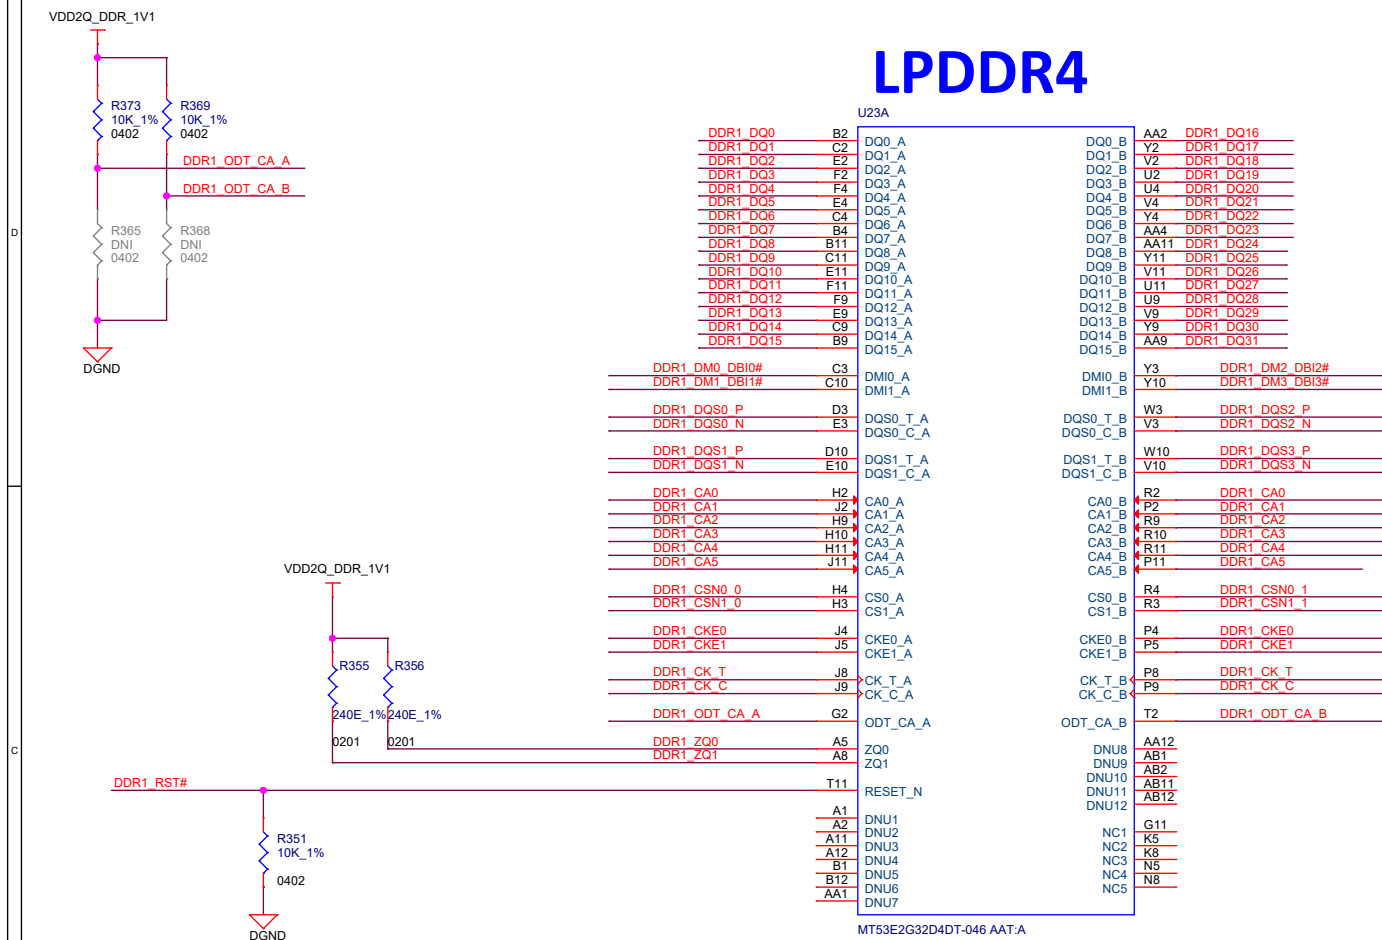 VDD2Q_DDR_1V1
R373
10K_1%
0402
R369
10K_1%
0402
DDR1_ODT_CA_A
DDR1_ODT_CA_B
R365
DNI
0402
R368
DNI
0402
DGND
D
C
LPDDR4
U23A
DDR1_DQ0 B2 DQ0_A DQ0_B AA2 DDR1_DQ16
DDR1_DQ1 C2 DQ1_A DQ1_B Y2 DDR1_DQ17
DDR1_DQ2 E2 DQ2_A DQ2_B V2 DDR1_DQ18
DDR1_DQ3 F2 DQ3_A DQ3_B U2 DDR1_DQ19
DDR1_DQ4 F4 DQ4_A DQ4_B U4 DDR1_DQ20
DDR1_DQ5 E4 DQ5_A DQ5_B V4 DDR1_DQ21
DDR1_DQ6 C4 DQ6_A DQ6_B Y4 DDR1_DQ22
DDR1_DQ7 B4 DQ7_A DQ7_B AA4 DDR1_DQ23
DDR1_DQ8 B11 DQ8_A DQ8_B AA11 DDR1_DQ24
DDR1_DQ9 C11 DQ9_A DQ9_B Y11 DDR1_DQ25
DDR1_DQ10 E11 DQ10_A DQ10_B V11 DDR1_DQ26
DDR1_DQ11 F11 DQ11_A DQ11_B U11 DDR1_DQ27
DDR1_DQ12 F9 DQ12_A DQ12_B U9 DDR1_DQ28
DDR1_DQ13 E9 DQ13_A DQ13_B V9 DDR1_DQ29
DDR1_DQ14 C9 DQ14_A DQ14_B Y9 DDR1_DQ30
DDR1_DQ15 B9 DQ15_A DQ15_B AA9 DDR1_DQ31
DDR1_DM0_DBI0# C3 DMI0_A DMI0_B Y3 DDR1_DM2_DBI2#
DDR1_DM1_DBI1# C10 DMI1_A DMI1_B Y10 DDR1_DM3_DBI3#
DDR1_DQS0_P D3 DQS0_T_A DQS0_T_B W3 DDR1_DQS2_P
DDR1_DQS0_N E3 DQS0_C_A DQS0_C_B V3 DDR1_DQS2_N
DDR1_DQS1_P D10 DQS1_T_A DQS1_T_B W10 DDR1_DQS3_P
DDR1_DQS1_N E10 DQS1_C_A DQS1_C_B V10 DDR1_DQS3_N
DDR1_CA0 H2 CA0_A CA0_B R2 DDR1_CA0
DDR1_CA1 J2 CA1_A CA1_B P2 DDR1_CA1
DDR1_CA2 H9 CA2_A CA2_B R9 DDR1_CA2
DDR1_CA3 H10 CA3_A CA3_B R10 DDR1_CA3
DDR1_CA4 H11 CA4_A CA4_B R11 DDR1_CA4
DDR1_CA5 J11 CA5_A CA5_B P11 DDR1_CA5
DDR1_CSN0_0 H4 CS0_A CS0_B R4 DDR1_CSN0_1
DDR1_CSN1_0 H3 CS1_A CS1_B R3 DDR1_CSN1_1
DDR1_CKE0 J4 CKE0_A CKE0_B P4 DDR1_CKE0
DDR1_CKE1 J5 CKE1_A CKE1_B P5 DDR1_CKE1
DDR1_CK_T J8 CK_T_A CK_T_B P8 DDR1_CK_T
DDR1_CK_C J9 CK_C_A CK_C_B P9 DDR1_CK_C
DDR1_ODT_CA_A G2 ODT_CA_A ODT_CA_B T2 DDR1_ODT_CA_B
DDR1_ZQ0 A5 ZQ0 DNU8 AA12
DDR1_ZQ1 A8 ZQ1 DNU9 AB1
DNU10 AB2
T11 RESET_N DNU11 AB11
DNU12 AB12
A1 DNU1
A2 DNU2 NC1 G11
A11 DNU3 NC2 K5
A12 DNU4 NC3 K8
B1 DNU5 NC4 N5
B12 DNU6 NC5 N8
AA1 DNU7
MT53E2G32D4DT-046 AAT:A
VDD2Q_DDR_1V1
R355
240E_1%
0201
R356
240E_1%
0201
DDR1_RST#
R351
10K_1%
0402
DGND